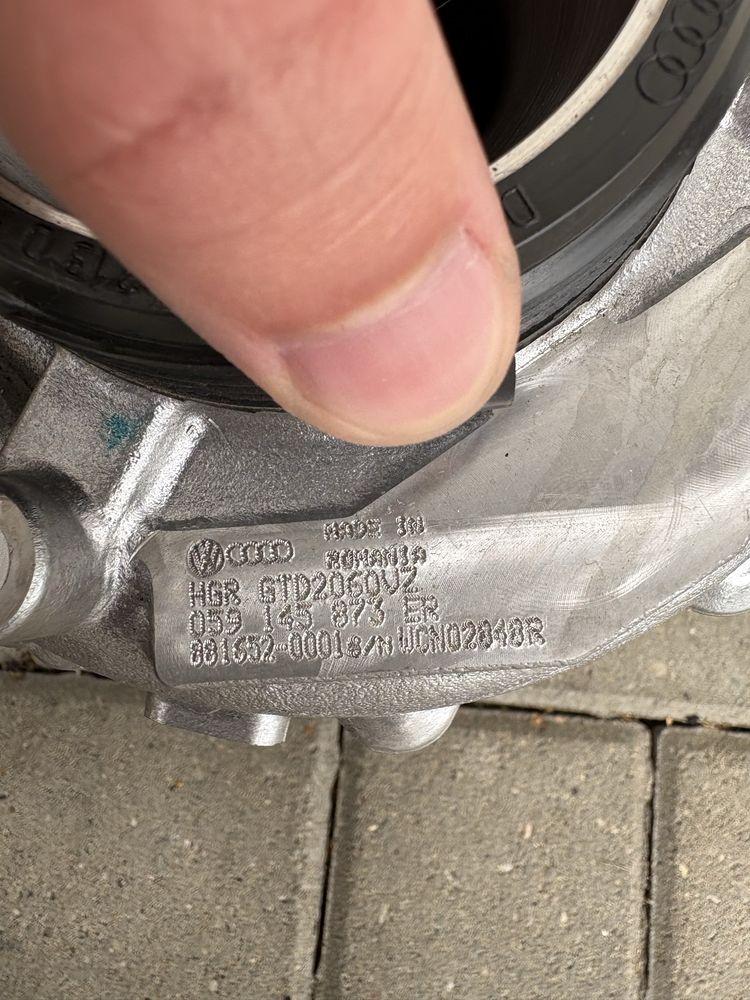 MADE IN
ROMANIA
HGR GTD2060VZ
059 145 873 ER
881652-0001 S/N WCN02848R